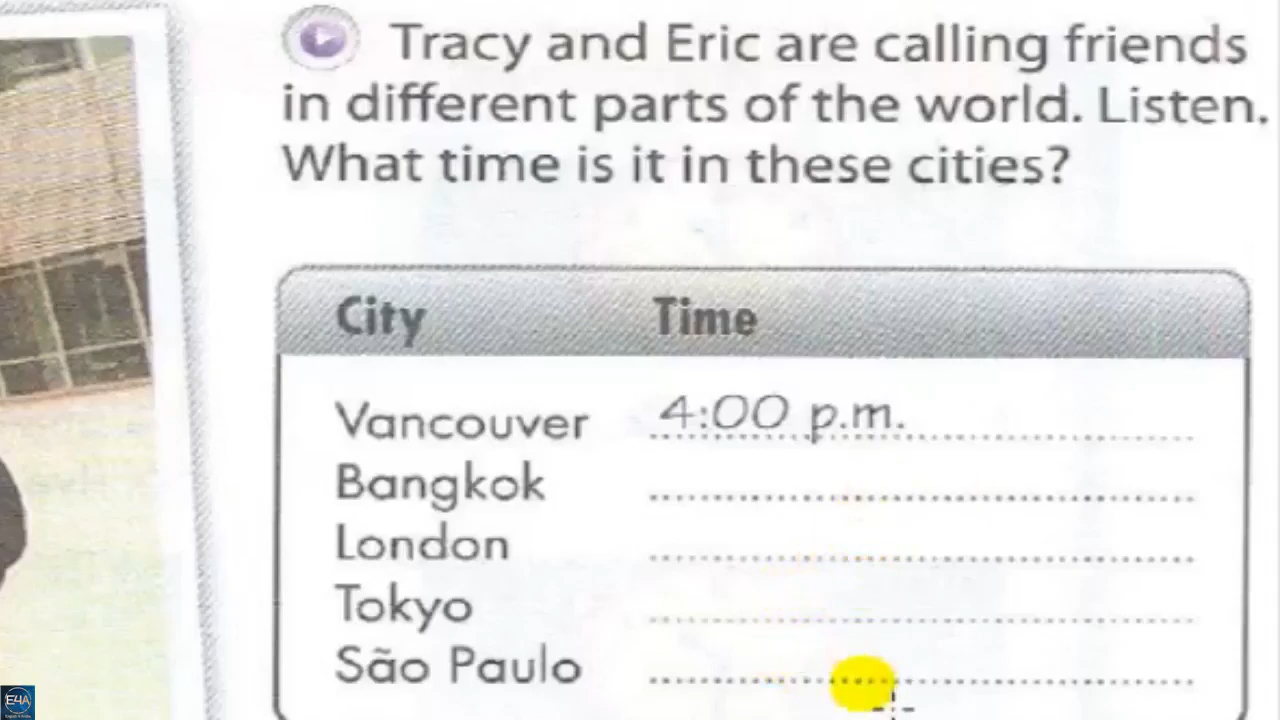 Tracy and Eric are calling friends
in different parts of the world. Listen.
What time is it in these cities?
City Time
Vancouver 4:00 p.m.
Bangkok
London
Tokyo
São Paulo
E4A